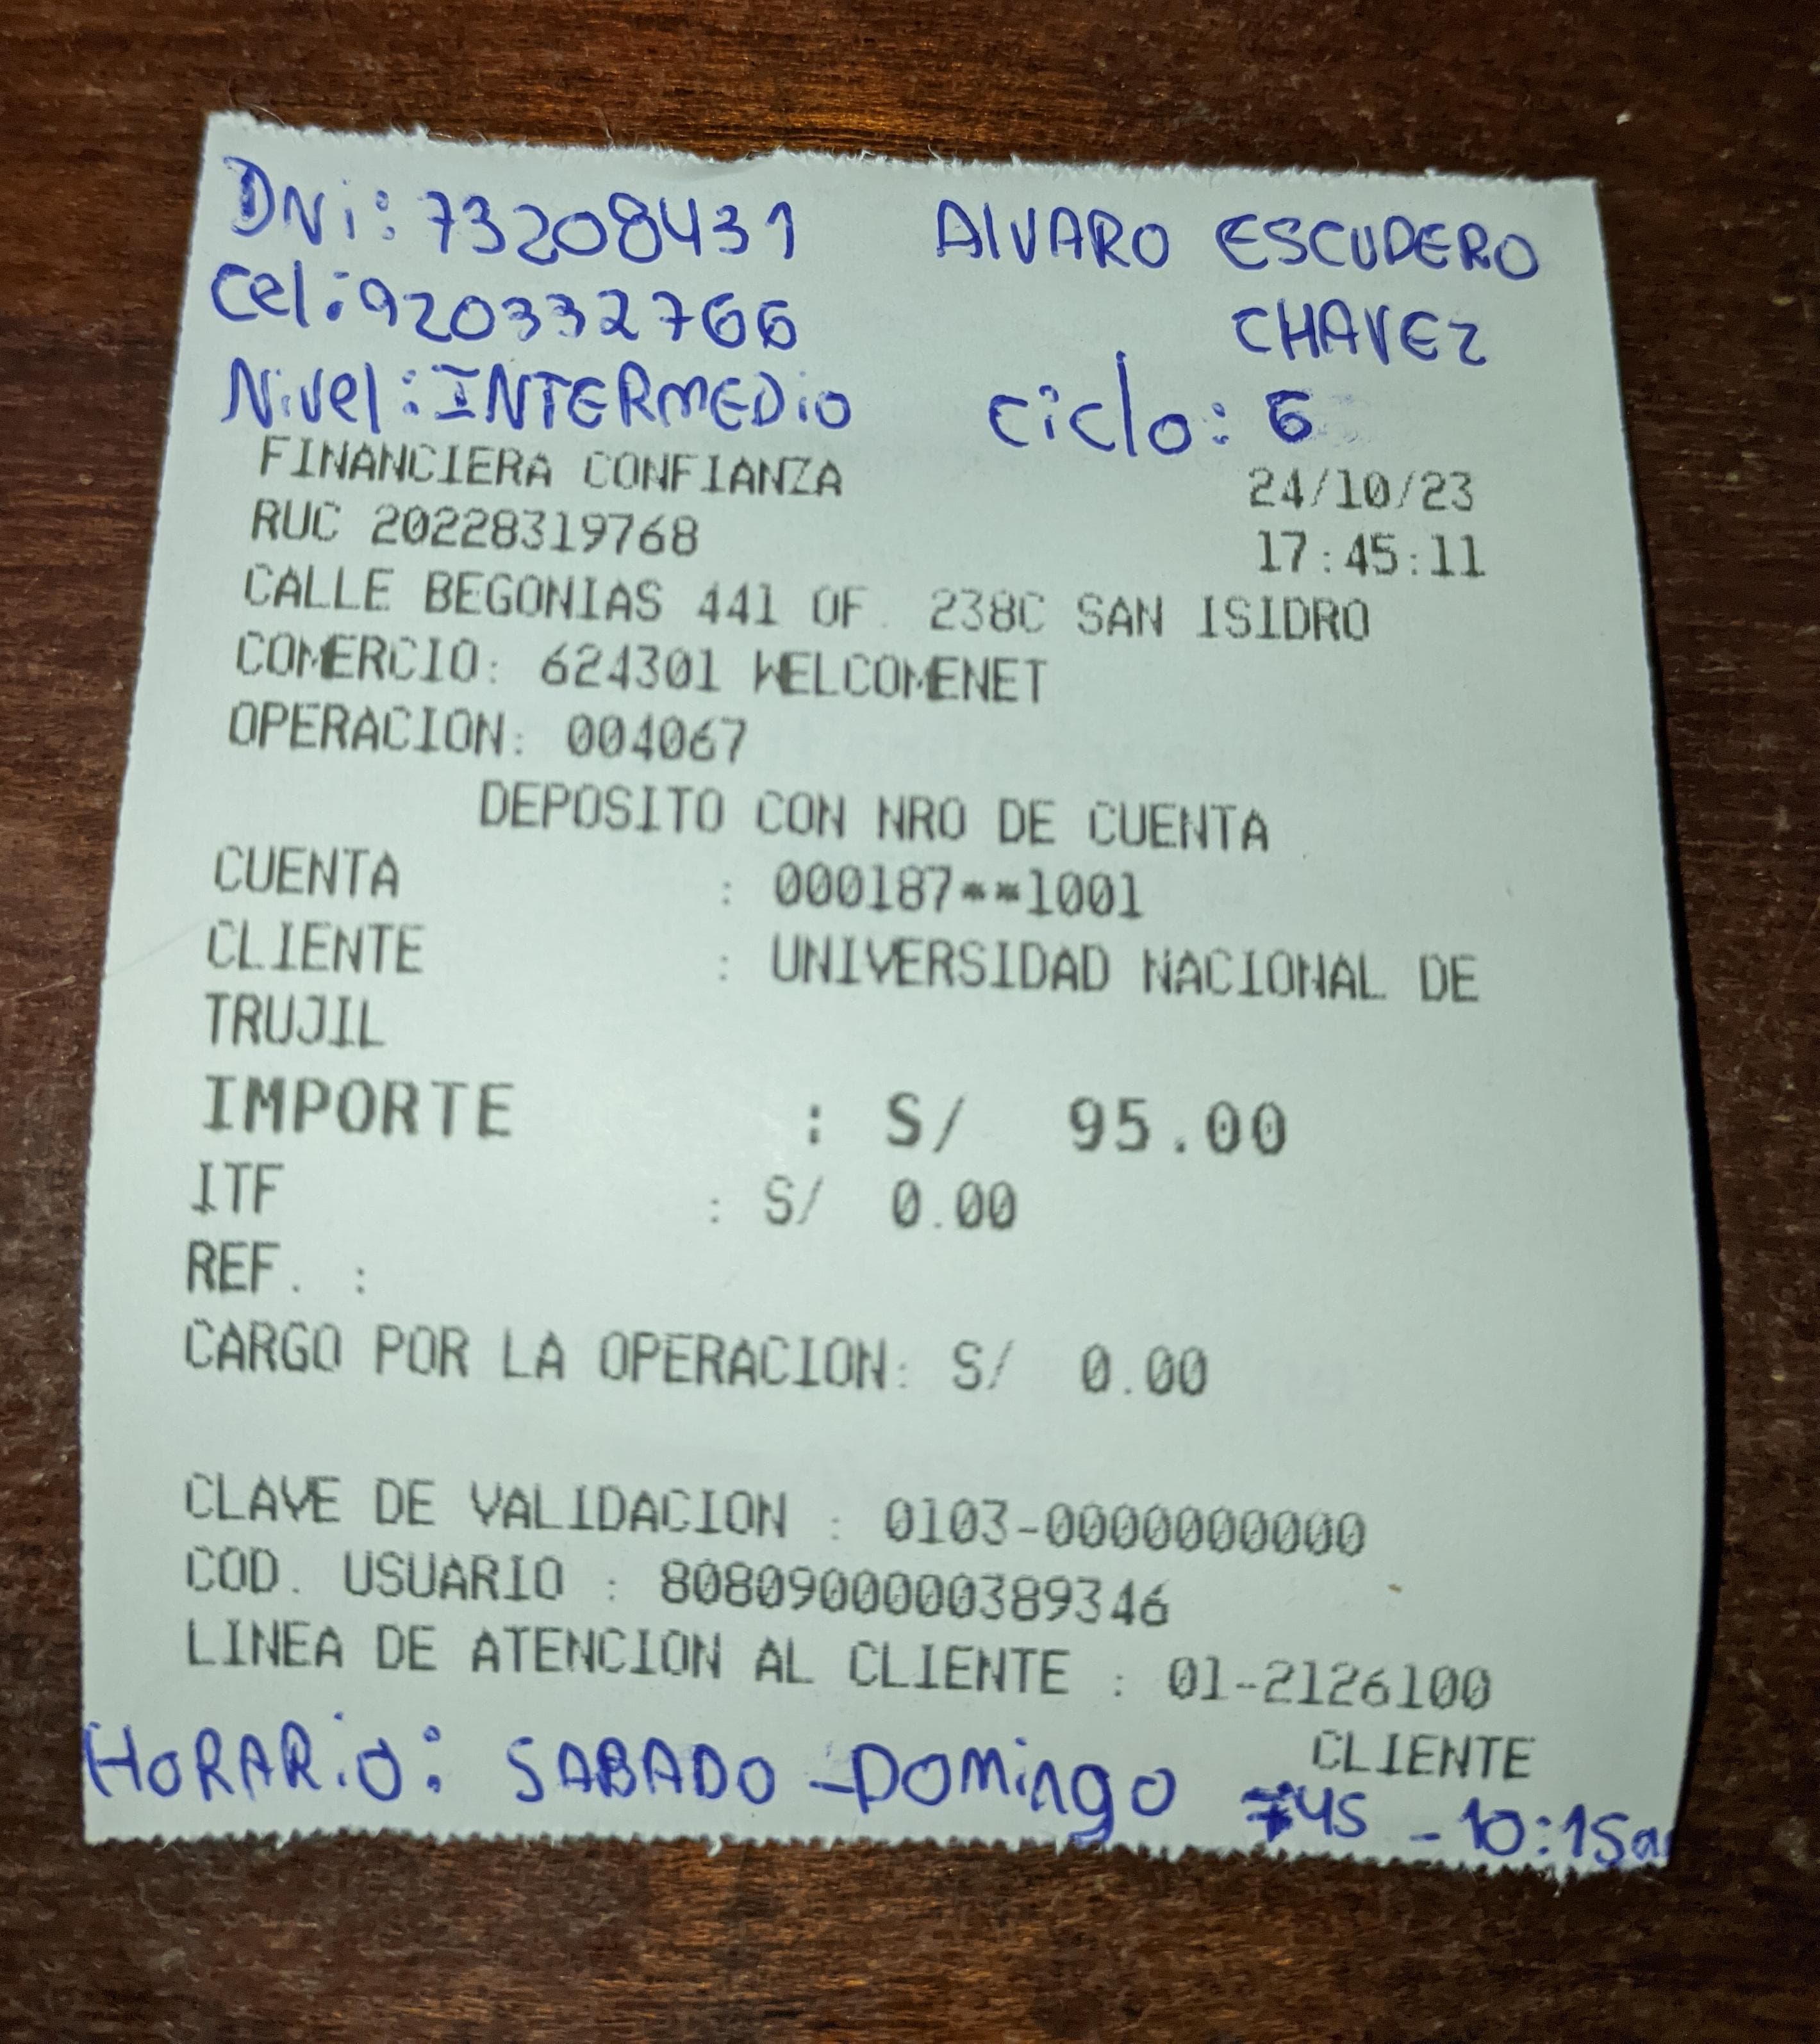 DNi: 73208431 AlVARO ESCUDERO
Cel: 920332766 CHAVEZ
Nivel: INTERMEDiO Ciclo: 6
FINANCIERA CONFIANZA 24/10/23
RUC 20228319768 17:45:11
CALLE BEGONIAS 441 OF. 238C SAN ISIDRO
COMERCIO: 624301 WELCOMENET
OPERACION: 004067
DEPOSITO CON NRO DE CUENTA
CUENTA : 000187**1001
CLIENTE : UNIVERSIDAD NACIONAL DE
TRUJIL
IMPORTE : S/ 95.00
ITF : S/ 0.00
REF. :
CARGO POR LA OPERACION: S/ 0.00
CLAVE DE VALIDACION : 0103-0000000000
COD. USUARIO : 8080900000389346
LINEA DE ATENCION AL CLIENTE : 01-2126100
CLIENTE
HORARiO: SABADO - DOMingO 745 - 10:15a